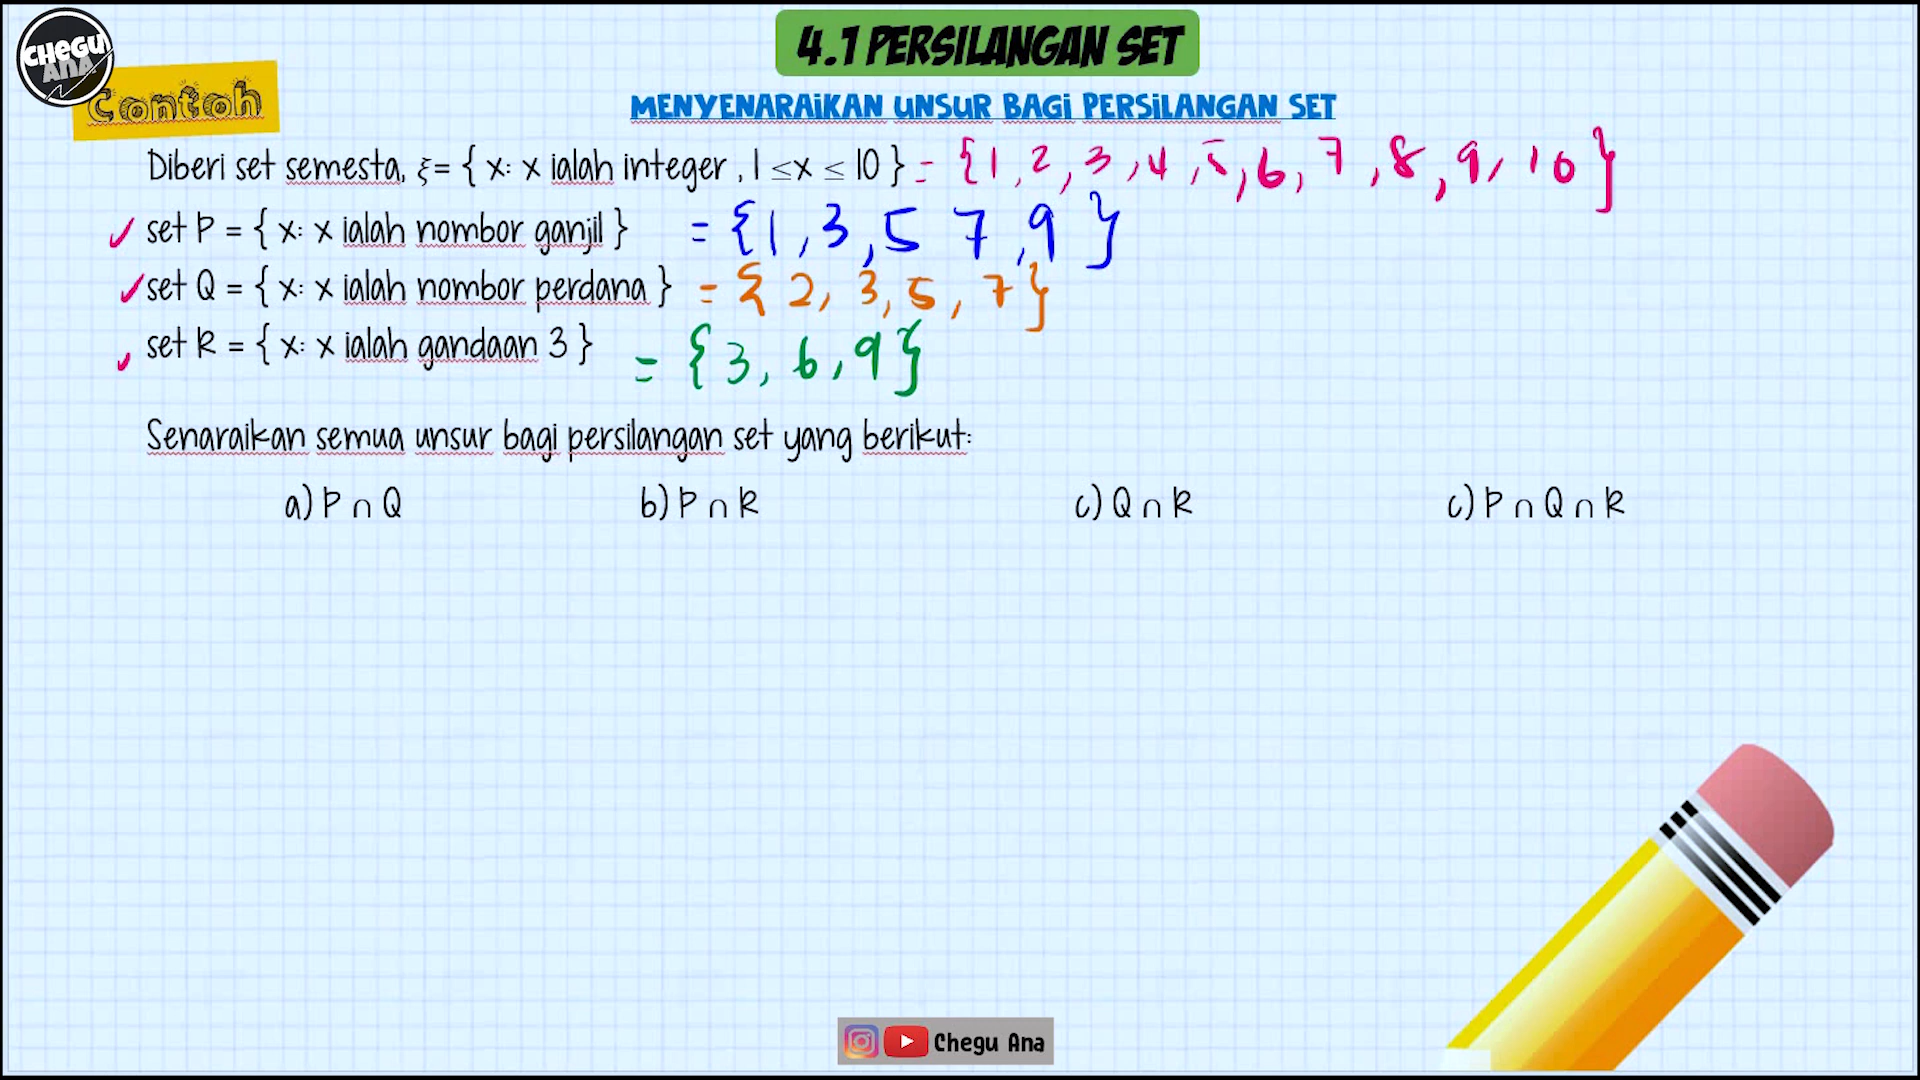 CHEGU
ANA
4.1 PERSILANGAN SET
Contoh
MENYENARAIKAN UNSUR BAGI PERSILANGAN SET
Diberi set semesta, ξ= { x: x ialah integer , 1 ≤x ≤ 10 } = {1, 2, 3, 4, 5, 6, 7, 8, 9, 10}
✓ set P = { x: x ialah nombor ganjil } = {1, 3, 5 7, 9 }
✓ set Q = { x: x ialah nombor perdana } = { 2, 3, 5, 7}
✓ set R = { x: x ialah gandaan 3 } = {3, 6, 9}
Senaraikan semua unsur bagi persilangan set yang berikut:
a) P ∩ Q b) P ∩ R c) Q ∩ R c) P ∩ Q ∩ R
Chegu Ana